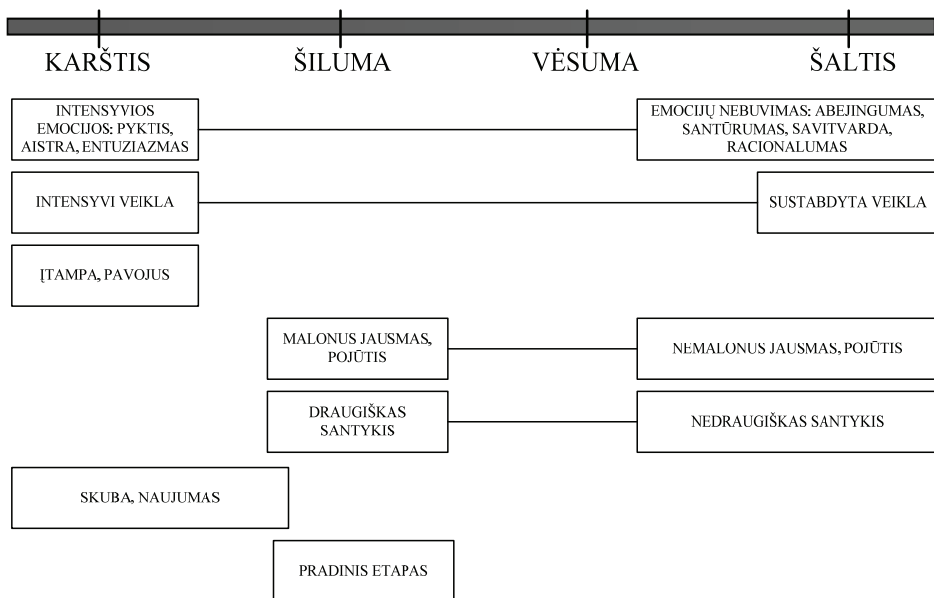 KARŠTIS ŠILUMA VĖSUMA ŠALTIS
INTENSYVIOS
EMOCIJOS: PYKTIS,
AISTRA, ENTUZIAZMAS
EMOCIJŲ NEBUVIMAS: ABEJINGUMAS,
SANTŪRUMAS, SAVITVARDA,
RACIONALUMAS
INTENSYVI VEIKLA
SUSTABDYTA VEIKLA
ĮTAMPA, PAVOJUS
MALONUS JAUSMAS,
POJŪTIS
NEMALONUS JAUSMAS, POJŪTIS
DRAUGIŠKAS
SANTYKIS
NEDRAUGIŠKAS SANTYKIS
SKUBA, NAUJUMAS
PRADINIS ETAPAS